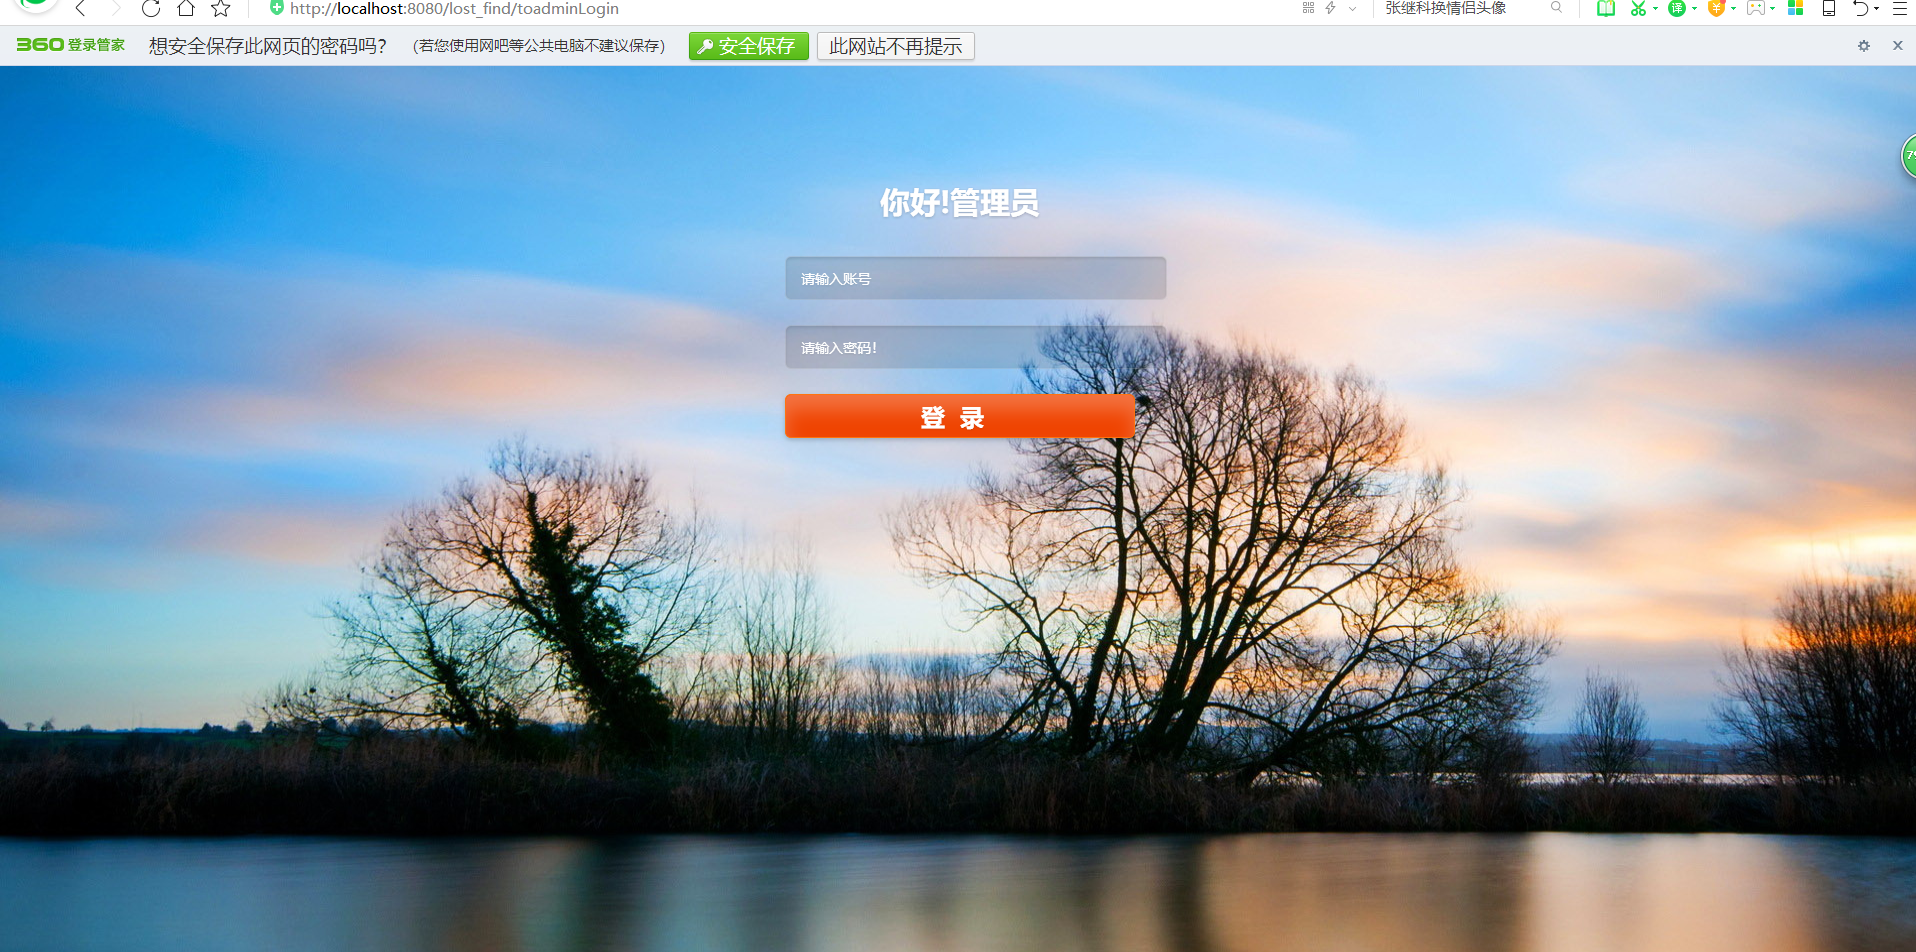 http://localhost:8080/lost_find/toadminLogin
张继科换情侣头像
译
¥
360 登录管家 想安全保存此网页的密码吗? (若您使用网吧等公共电脑不建议保存) 安全保存 此网站不再提示
你好!管理员
请输入账号
请输入密码!
登 录